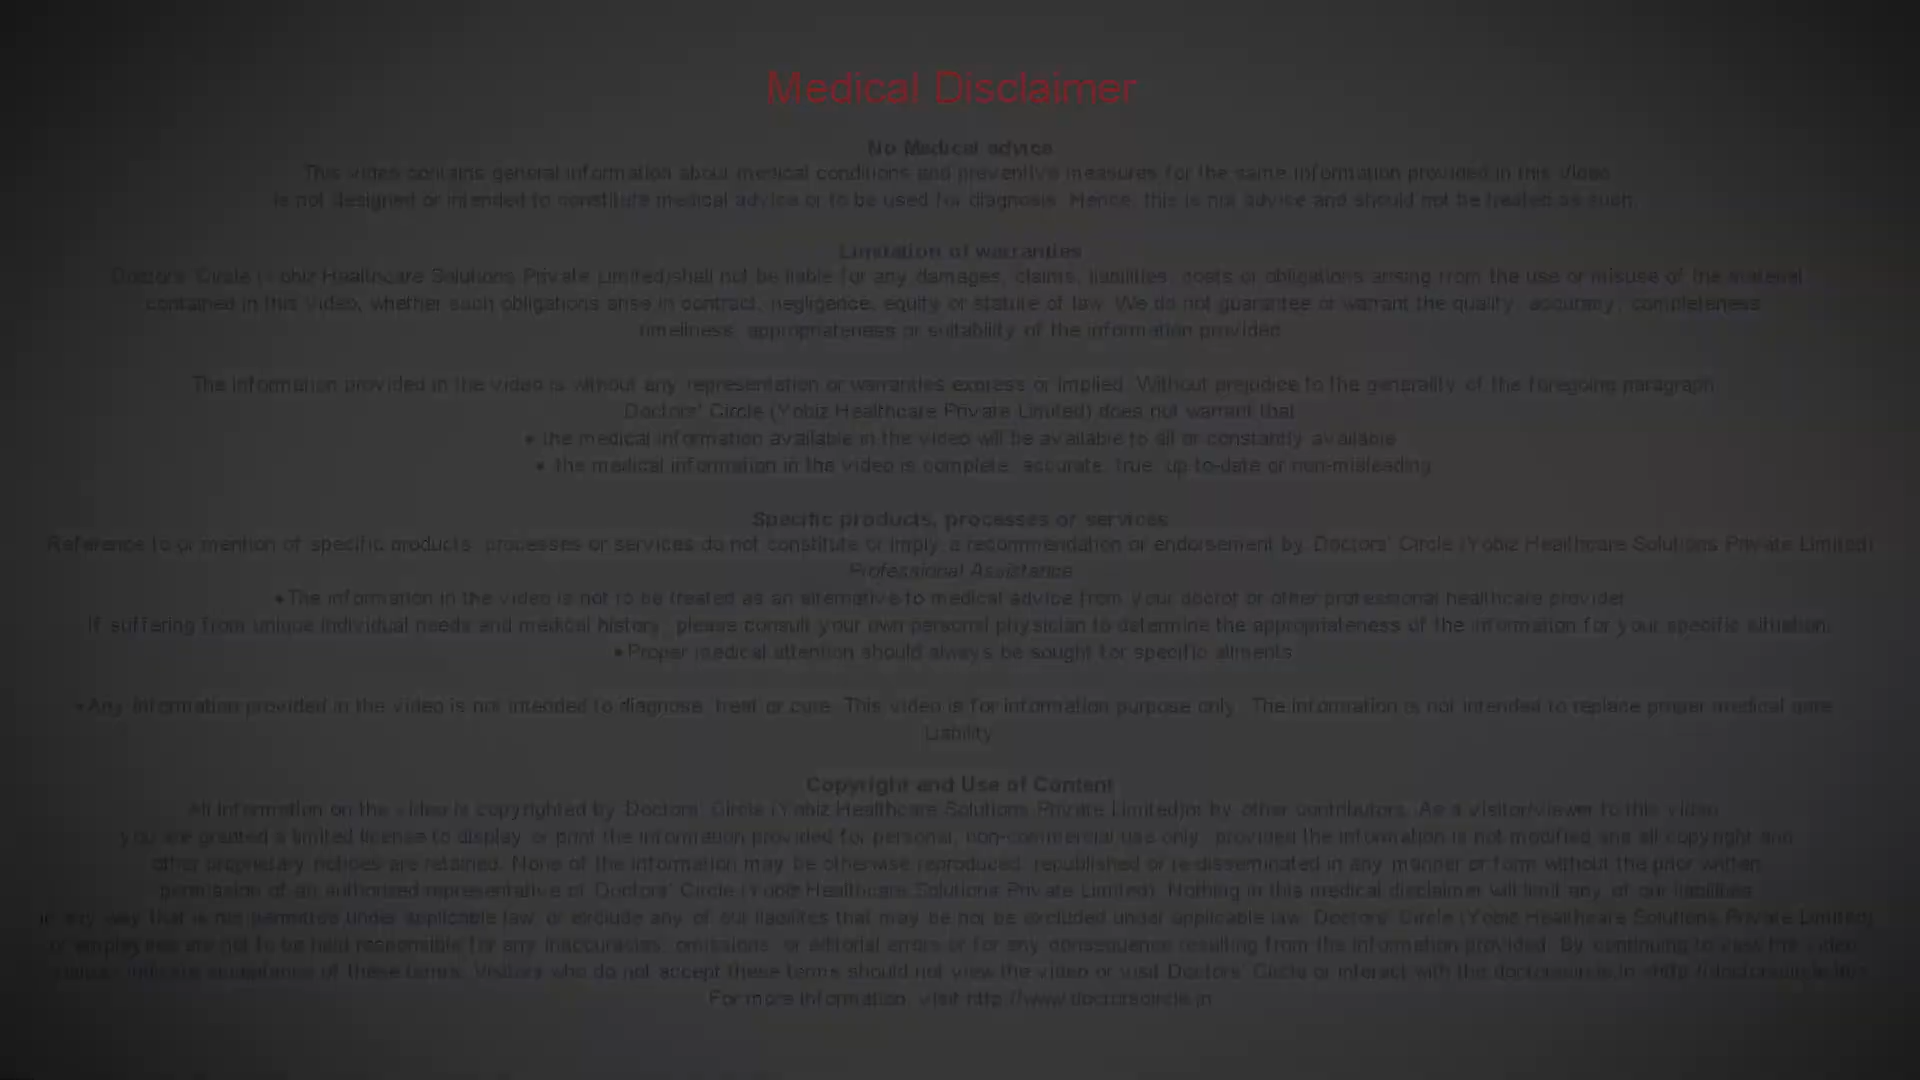 Medical Disclaimer
No Medical advice
This video contains general information about medical conditions and preventive measures for the same Information provided in this video
is not designed or intended to constitute medical advice or to be used for diagnosis. Hence, this is not advice and should not be treated as such.
Limitation of warranties
Doctors' Circle (Yobiz Healthcare Solutions Private Limited)shall not be liable for any damages, claims, liabilities, costs or obligations arising from the use or misuse of the material
contained in this video, whether such obligations arise in contract, negligence, equity or statute of law. We do not guarantee or warrant the quality, accuracy, completeness
timeliness, appropriateness or suitability of the information provided.
The information provided in the video is without any representation or warranties express or implied. Without prejudice to the generality of the foregoing paragraph
Doctors' Circle (Yobiz Healthcare Private Limited) does not warrant that
• the medical information available in the video will be available to all or constantly available
• the medical information in the video is complete, accurate, true, up to-date or non-misleading
Specific products, processes or services
Reference to or mention of specific products, processes or services do not constitute or imply a recommendation or endorsement by Doctors' Circle (Yobiz Healthcare Solutions Private Limited)
Professional Assistance
• The information in the video is not to be treated as an alternative to medical advice from your doctor or other professional healthcare provider
If suffering from unique individual needs and medical history, please consult your own personal physician to determine the appropriateness of the information for your specific situation.
• Proper medical attention should always be sought for specific ailments
• Any Information provided in the video is not intended to diagnose, treat or cure. This video is for information purpose only. The Information is not intended to replace proper medical care
Liability
Copyright and Use of Content
All Information on the video is copyrighted by Doctors' Circle (Yobiz Healthcare Solutions Private Limited)or by other contributors. As a visitor/viewer to this video
you are granted a limited license to display or print the information provided for personal, non-commercial use only, provided the information is not modified and all copyright and
other proprietary notices are retained. None of the information may be otherwise reproduced, republished or re-disseminated in any manner or form without the prior written
permission of an authorized representative of Doctors' Circle (Yobiz Healthcare Solutions Private Limited). Nothing in this medical disclaimer will limit any of our liabilities
in any way that is not permitted under applicable law, or exclude any of our liabilites that may be not be excluded under applicable law. Doctors' Circle (Yobiz Healthcare Solutions Private Limited)
or employees are not to be held responsible for any inaccuracies, omissions, or editorial errors or for any consequence resulting from the information provided. By continuing to view the video
indicate acceptance of these terms. Visitors who do not accept these terms should not view the video or visit Doctors' Circle or interact with the doctorscircle.in
For more information, visit http://www.doctorscircle.in